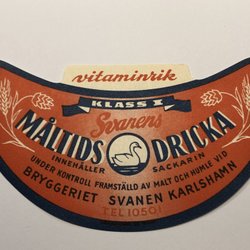 vitaminrik
KLASS I
Svanens
MÅLTIDS DRICKA
INNEHÅLLER SACKARIN
UNDER KONTROLL FRAMSTÄLLD AV MALT OCH HUMLE VID
BRYGGERIET SVANEN KARLSHAMN
TEL 10501